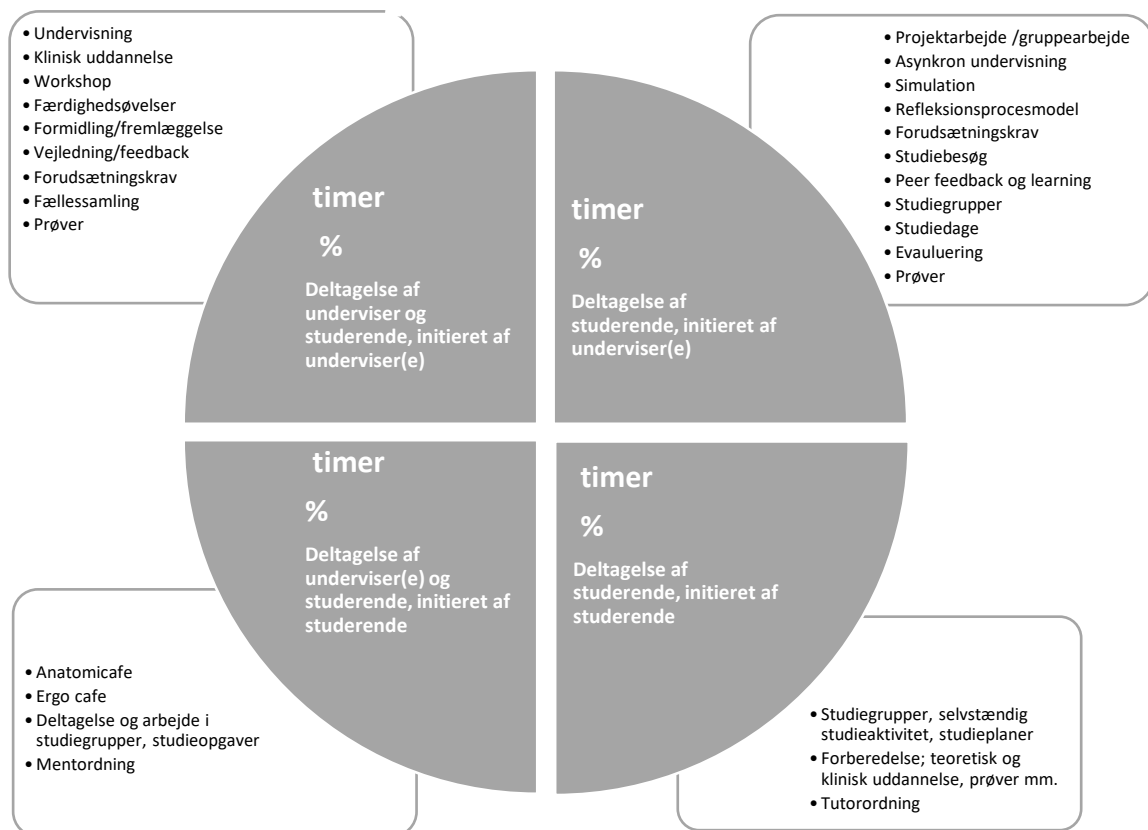 • Undervisning
• Klinisk uddannelse
• Workshop
• Færdighedsøvelser
• Formidling/fremlæggelse
• Vejledning/feedback
• Forudsætningskrav
• Fællessamling
• Prøver
• Projektarbejde /gruppearbejde
• Asynkron undervisning
• Simulation
• Refleksionsprocesmodel
• Forudsætningskrav
• Studiebesøg
• Peer feedback og learning
• Studiegrupper
• Studiedage
• Evauluering
• Prøver
timer
%
Deltagelse af
underviser og
studerende, initieret af
underviser(e)
timer
%
Deltagelse af
studerende, initieret af
underviser(e)
timer
%
Deltagelse af
underviser(e) og
studerende, initieret af
studerende
timer
%
Deltagelse af
studerende, initieret af
studerende
• Anatomicafe
• Ergo cafe
• Deltagelse og arbejde i
studiegrupper, studieopgaver
• Mentordning
• Studiegrupper, selvstændig
studieaktivitet, studieplaner
• Forberedelse; teoretisk og
klinisk uddannelse, prøver mm.
• Tutorordning